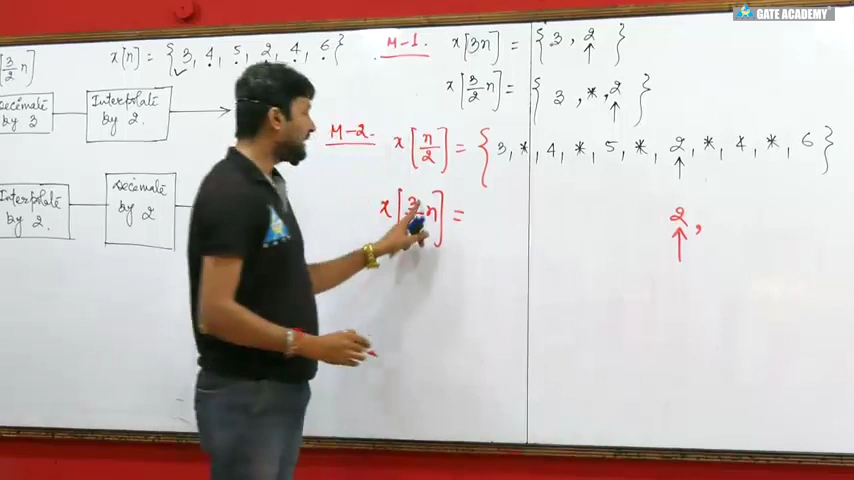 GATE ACADEMY
[3/2 n]
x[n] = {3, 4, 5, 2, 4, 6}
M-1. x[3n] = {3, 2}
↑
x[3/2 n] = {3, *, 2}
↑
Decimate by 3
Interpolate by 2.
M-2. x[n/2] = {3, *, 4, *, 5, *, 2, *, 4, *, 6}
↑
Interpolate by 2
Decimate by 2
x[3/2 n] = 2,
↑